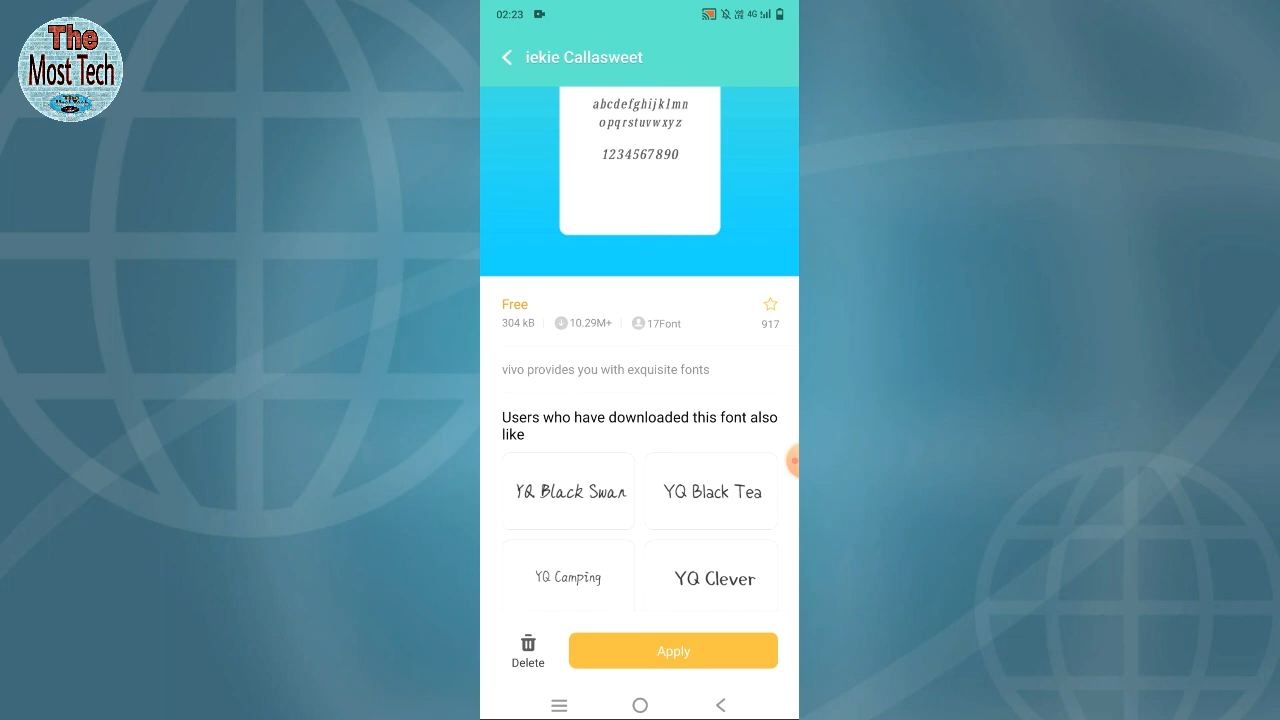 The
Most Tech
02:23
4G
iekie Callasweet
abcdefghijklmn
opqrstuvwxyz
1234567890
Free
304 kB
10.29M+
17Font
917
vivo provides you with exquisite fonts
Users who have downloaded this font also
like
YQ Black Swan
YQ Black Tea
YQ Camping
YQ Clever
Delete
Apply